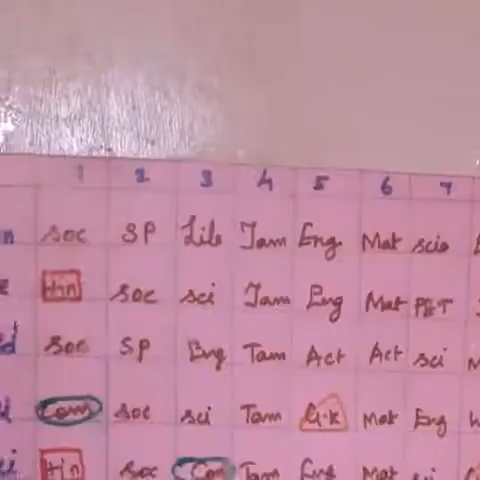 1 2 3 4 5 6 7
n soc SP Lib Tam Eng Mat scio
e Hin soc sci Tam Eng Mat PET
d soc SP Eng Tam Act Act sci
Com soc sci Tam G.K Mat Eng
i Hin soc Com Tam Eng Mat